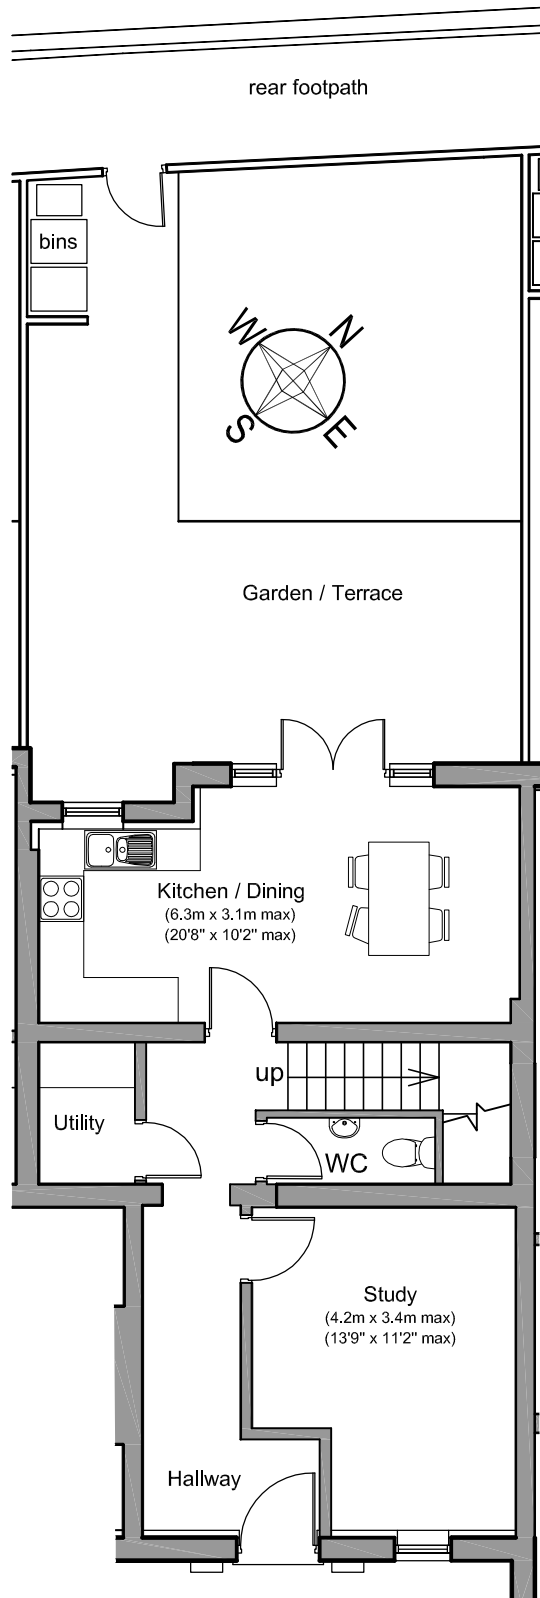 rear footpath
bins
W
N
S
E
Garden / Terrace
Kitchen / Dining
(6.3m x 3.1m max)
(20'8" x 10'2" max)
up
Utility
WC
Study
(4.2m x 3.4m max)
(13'9" x 11'2" max)
Hallway